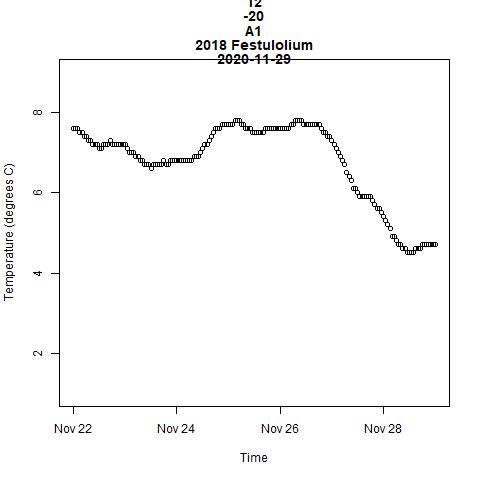 T2
-20
A1
2018 Festulolium
2020-11-29
8
6
4
2
Temperature (degrees C)
Nov 22 Nov 24 Nov 26 Nov 28
Time